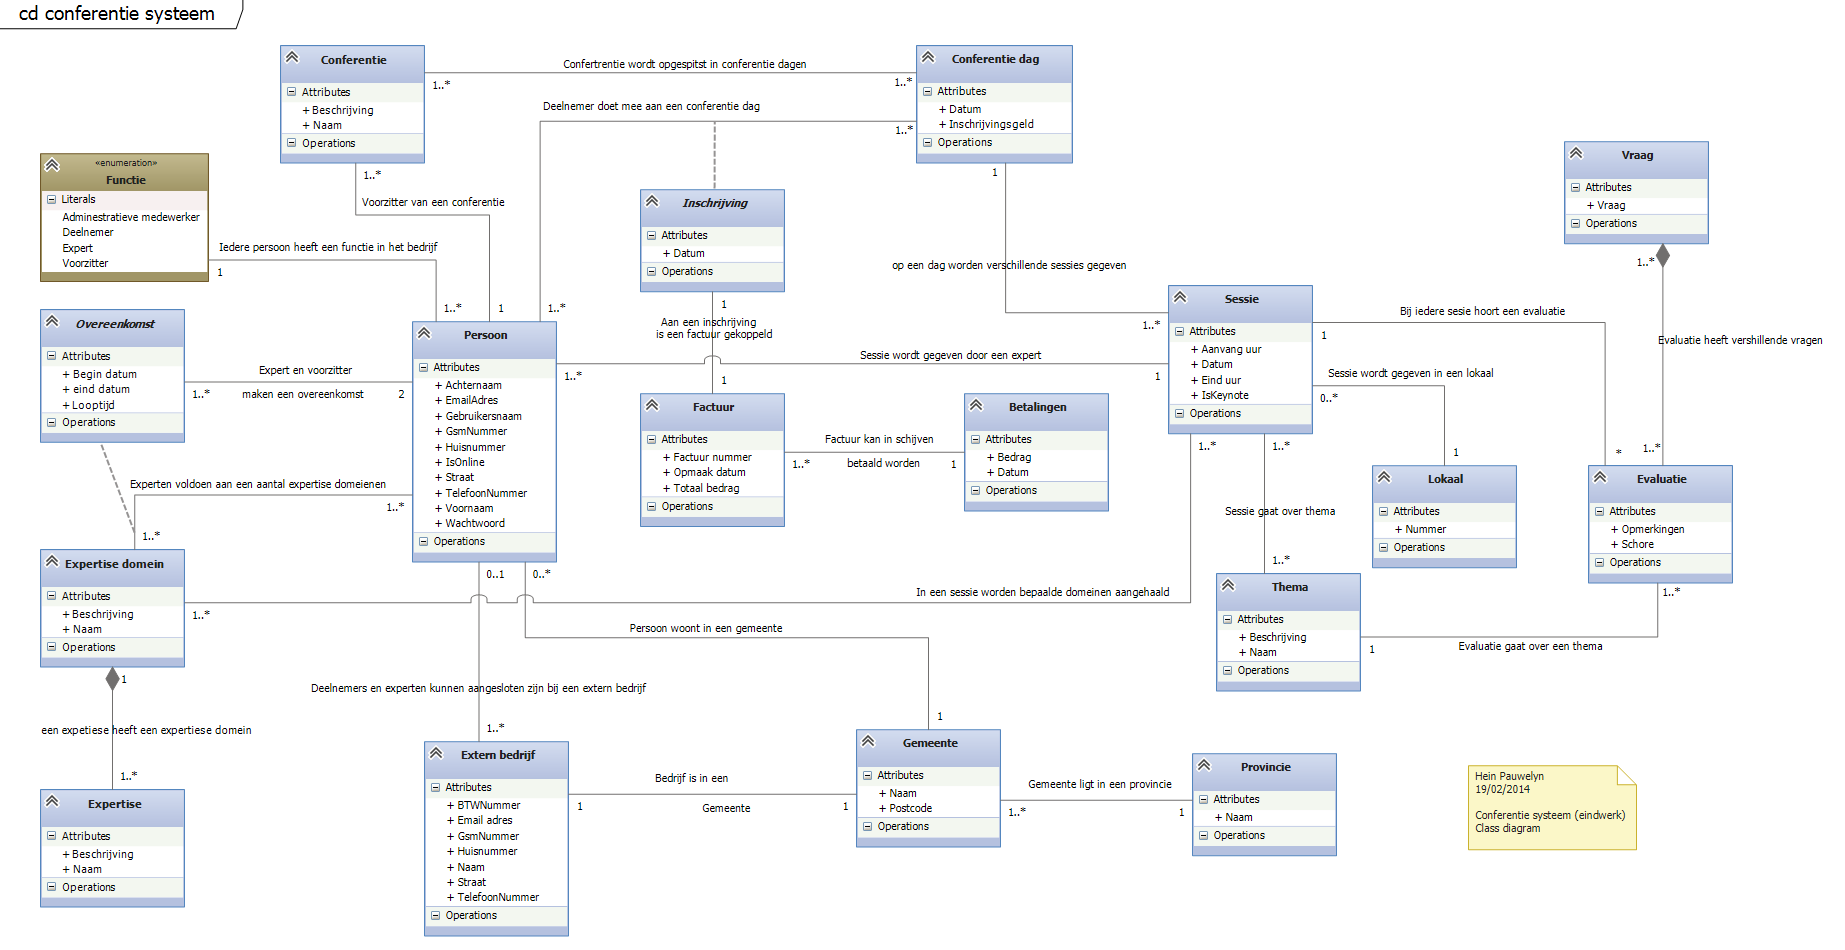 cd conferentie systeem
Conferentie
Attributes
+ Beschrijving
+ Naam
Operations
Confertrentie wordt opgespitst in conferentie dagen
1..*
1..*
Conferentie dag
Attributes
+ Datum
+ Inschrijvingsgeld
Operations
Deelnemer doet mee aan een conferentie dag
1..*
1..*
«enumeration»
Functie
Literals
Adminestratieve medewerker
Deelnemer
Expert
Voorzitter
1..*
Voorzitter van een conferentie
1
Iedere persoon heeft een functie in het bedrijf
1
1..*
Inschrijving
Attributes
+ Datum
Operations
1
Aan een inschrijving
is een factuur gekoppeld
1
Vraag
Attributes
+ Vraag
Operations
1..*
Evaluatie heeft vershillende vragen
1..*
1
op een dag worden verschillende sessies gegeven
1..*
Sessie
Attributes
+ Aanvang uur
+ Datum
+ Eind uur
+ IsKeynote
Operations
Bij iedere sesie hoort een evaluatie
1
*
Overeenkomst
Attributes
+ Begin datum
+ eind datum
+ Looptijd
Operations
Expert en voorzitter
maken een overeenkomst
1..*
2
Persoon
Attributes
+ Achternaam
+ EmailAdres
+ Gebruikersnaam
+ GsmNummer
+ Huisnummer
+ IsOnline
+ Straat
+ TelefoonNummer
+ Voornaam
+ Wachtwoord
Operations
Sessie wordt gegeven door een expert
1..*
1
Sessie wordt gegeven in een lokaal
0..*
1
Factuur
Attributes
+ Factuur nummer
+ Opmaak datum
+ Totaal bedrag
Operations
Factuur kan in schijven
betaald worden
1..*
1
Betalingen
Attributes
+ Bedrag
+ Datum
Operations
Lokaal
Attributes
+ Nummer
Operations
Evaluatie
Attributes
+ Opmerkingen
+ Schore
Operations
Experten voldoen aan een aantal expertise domeienen
1..*
1..*
1..*
1..*
Sessie gaat over thema
1..*
Expertise domein
Attributes
+ Beschrijving
+ Naam
Operations
1..*
In een sessie worden bepaalde domeinen aangehaald
0..1
0..*
Thema
Attributes
+ Beschrijving
+ Naam
Operations
1..*
1
Evaluatie gaat over een thema
Persoon woont in een gemeente
1
Deelnemers en experten kunnen aangesloten zijn bij een extern bedrijf
1..*
1
een expetiese heeft een expertiese domein
1..*
Expertise
Attributes
+ Beschrijving
+ Naam
Operations
Extern bedrijf
Attributes
+ BTWNummer
+ Email adres
+ GsmNummer
+ Huisnummer
+ Naam
+ Straat
+ TelefoonNummer
Operations
Bedrijf is in een
Gemeente
1
1
Gemeente
Attributes
+ Naam
+ Postcode
Operations
Gemeente ligt in een provincie
1..*
1
Provincie
Attributes
+ Naam
Operations
Hein Pauwelyn
19/02/2014
Conferentie systeem (eindwerk)
Class diagram